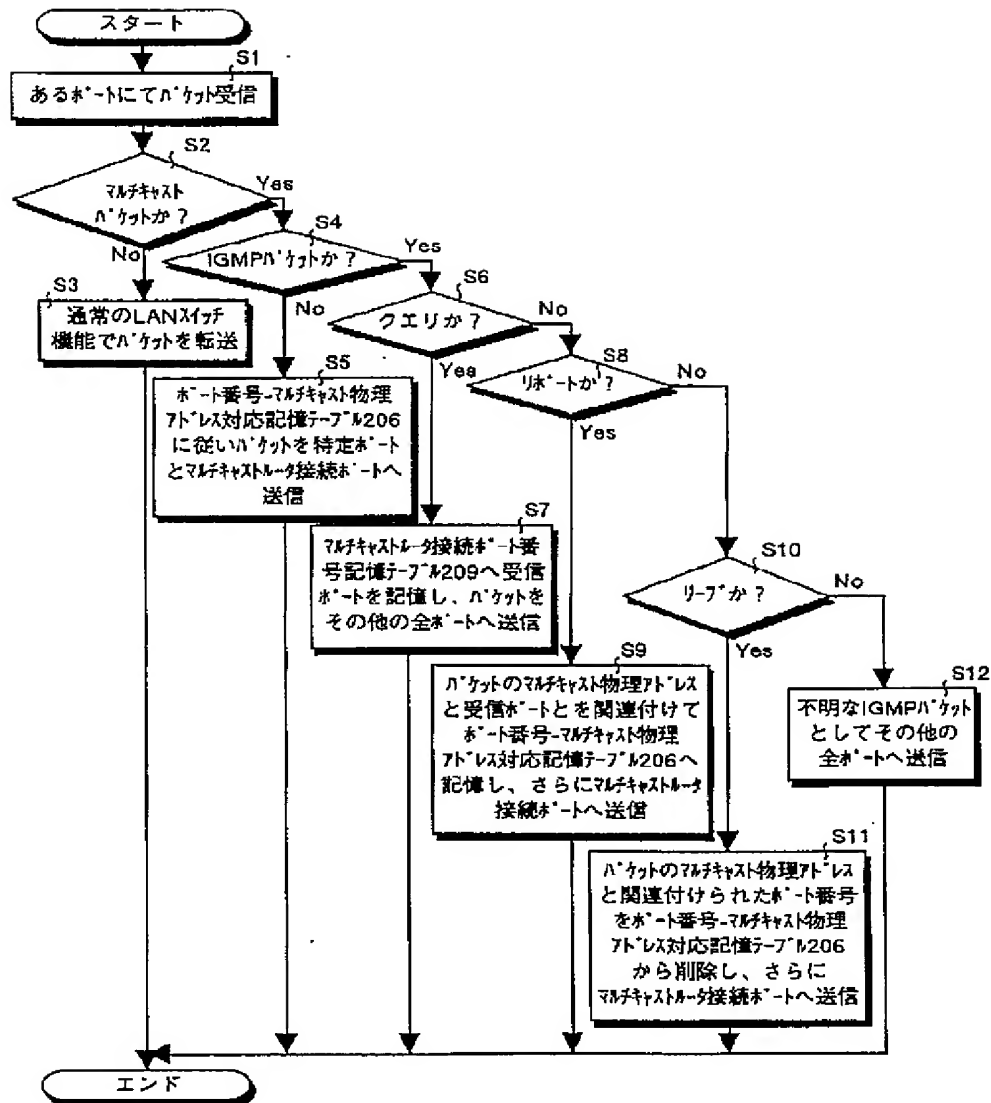 スタート
S1
あるポートにてパケット受信
S2
マルチキャスト
パケットか？
Yes
No
S3
通常のLANスイッチ
機能でパケットを転送
S4
IGMPパケットか？
Yes
No
S5
ポート番号-マルチキャスト物理
アドレス対応記憶テーブル206
に従いパケットを特定ポート
とマルチキャストルータ接続ポートへ
送信
S6
クエリか？
No
Yes
S7
マルチキャストルータ接続ポート番
号記憶テーブル209へ受信
ポートを記憶し、パケットを
その他の全ポートへ送信
S8
リポートか？
No
Yes
S9
パケットのマルチキャスト物理アドレス
と受信ポートとを関連付けて
ポート番号-マルチキャスト物理
アドレス対応記憶テーブル206へ
記憶し、さらにマルチキャストルータ
接続ポートへ送信
S10
リーブか？
No
Yes
S12
不明なIGMPパケット
としてその他の
全ポートへ送信
S11
パケットのマルチキャスト物理アドレス
と関連付けられたポート番号
をポート番号-マルチキャスト物理
アドレス対応記憶テーブル206
から削除し、さらに
マルチキャストルータ接続ポートへ送信
エンド